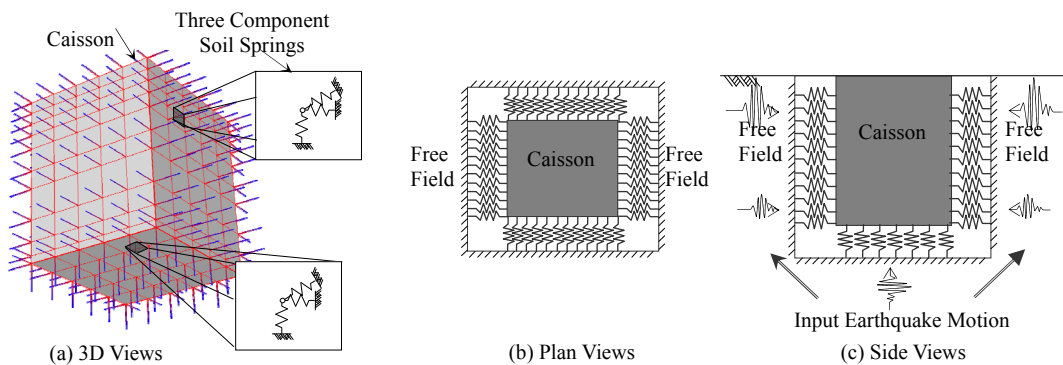 Three Component
Soil Springs
Caisson
(a) 3D Views
Free
Field
Caisson
Free
Field
(b) Plan Views
Caisson
Free
Field
Free
Field
Input Earthquake Motion
(c) Side Views